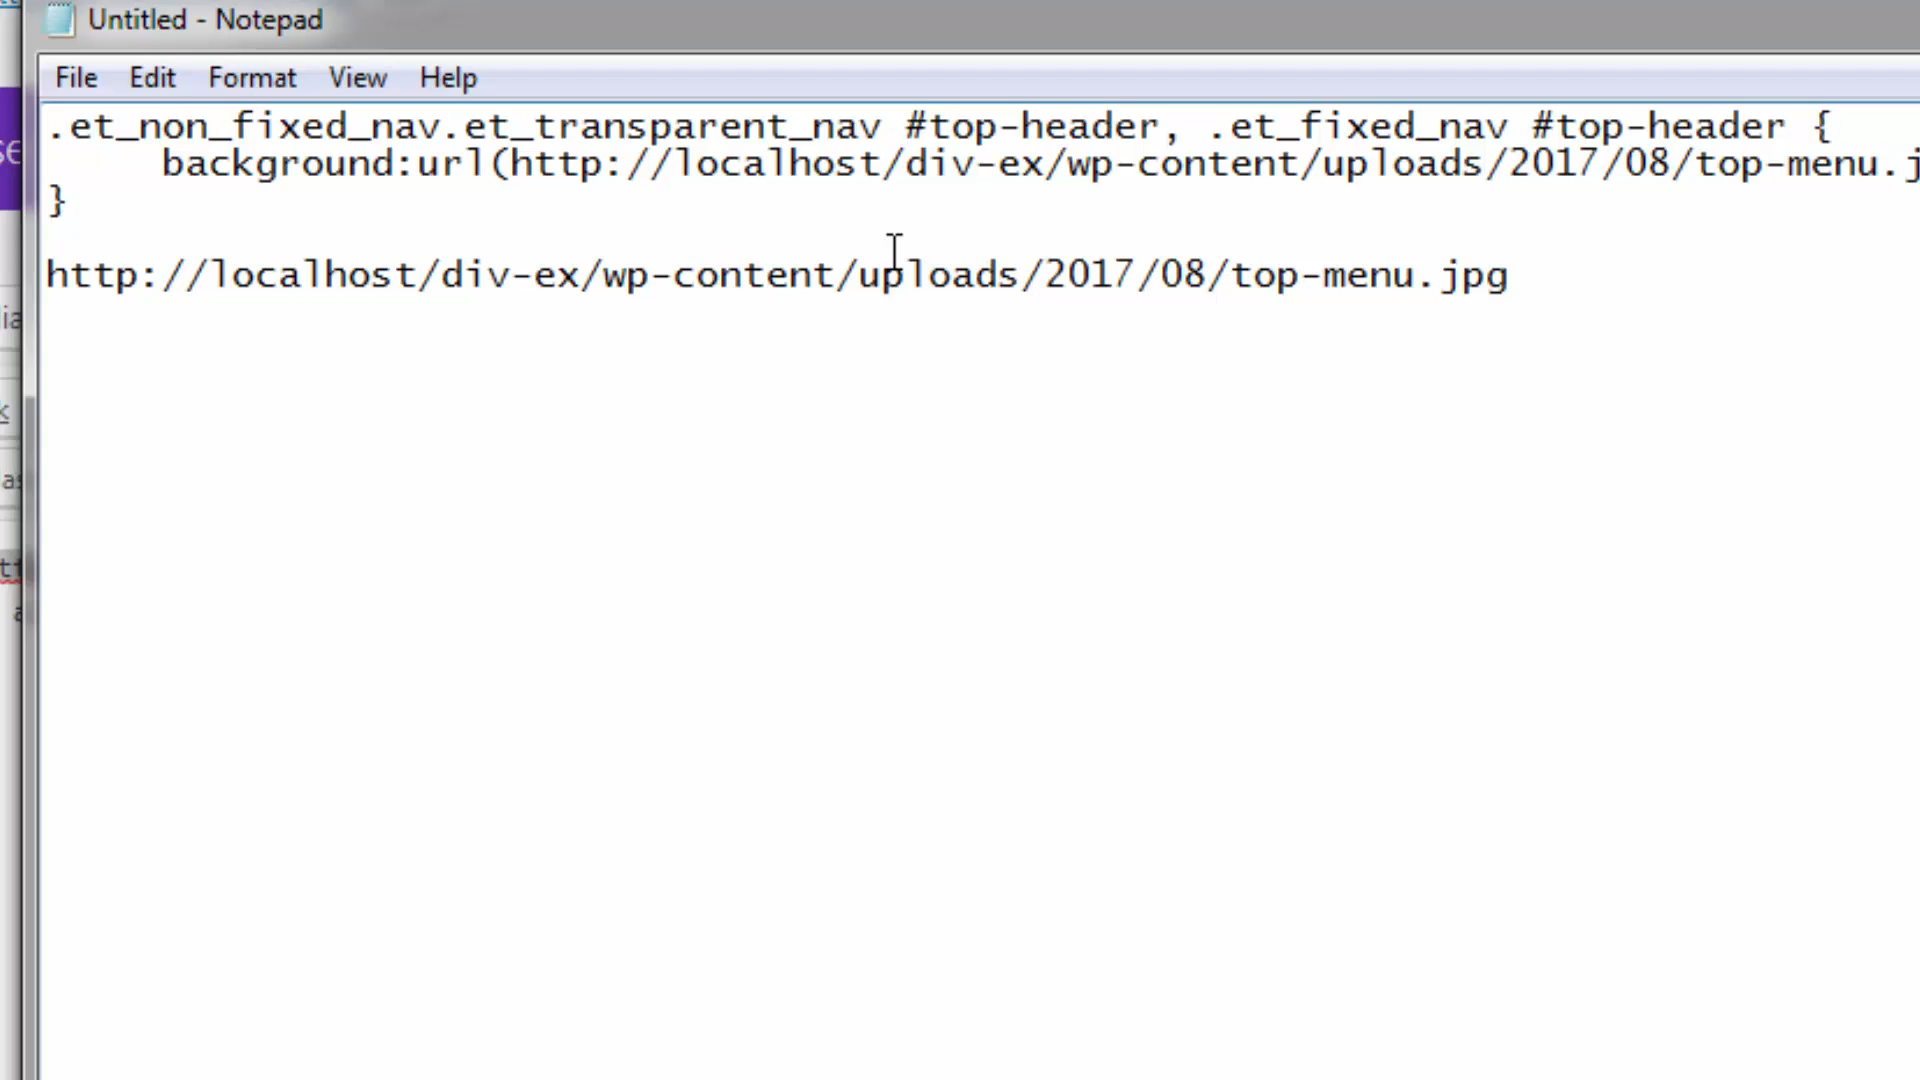 Untitled - Notepad
File Edit Format View Help
.et_non_fixed_nav.et_transparent_nav #top-header, .et_fixed_nav #top-header {
background:url(http://localhost/div-ex/wp-content/uploads/2017/08/top-menu.j
}
http://localhost/div-ex/wp-content/uploads/2017/08/top-menu.jpg